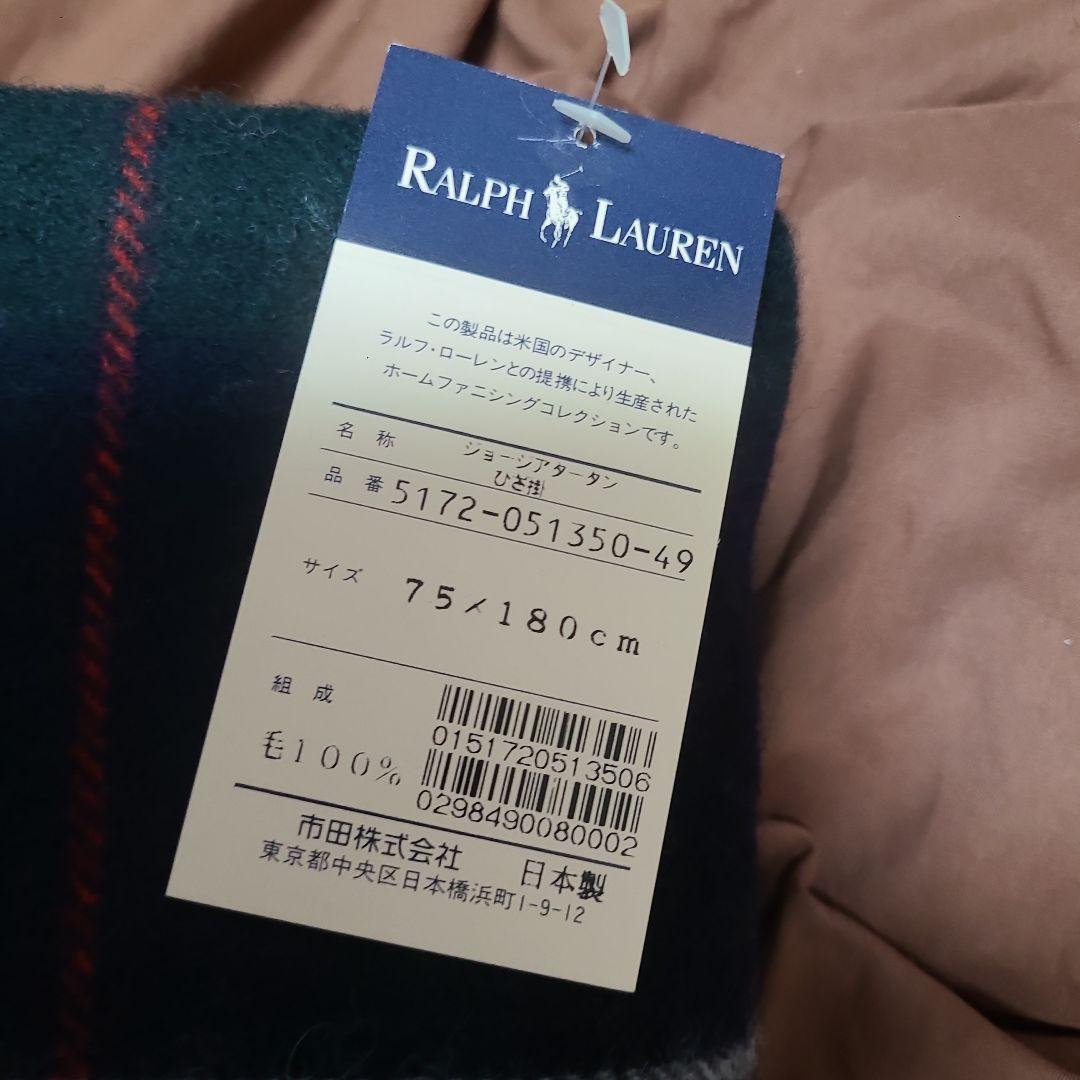 RALPH LAUREN
この製品は米国のデザイナー、
ラルフ・ローレンとの提携により生産された
ホームファニシングコレクションです。
名 称 ジョージアタータン
ひざ掛
品 番 5172-051350-49
サイズ 75×180cm
組 成
毛100%
0151720513506
0298490080002
市田株式会社 日本製
東京都中央区日本橋浜町1-9-12